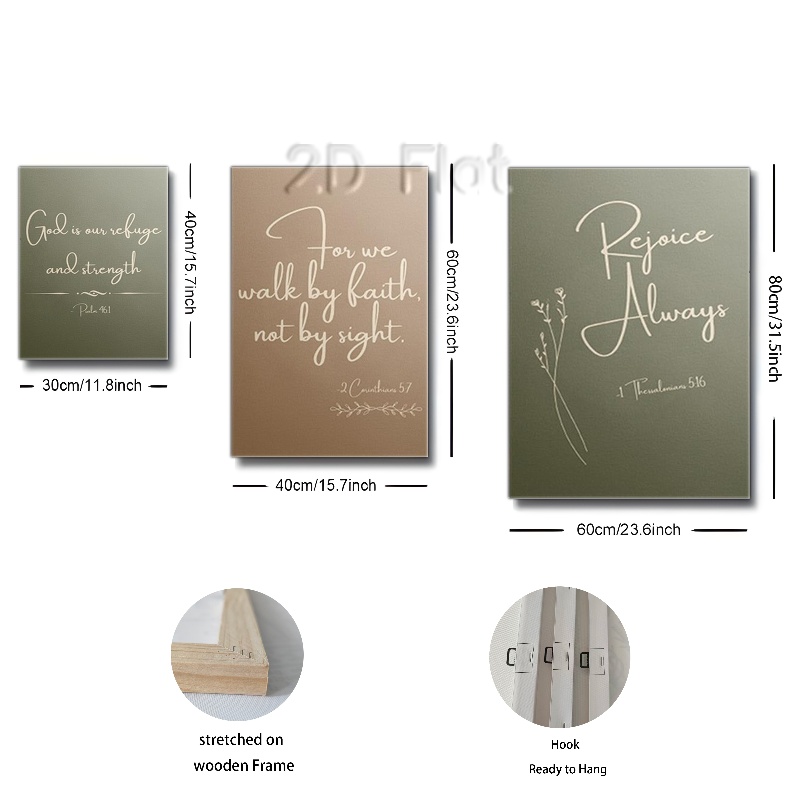 2D Flat
God is our refuge
and strength
- Psalm 46:1
40cm/15.7inch
30cm/11.8inch
For we
walk by faith,
not by sight.
-2 Corinthians 5:7
60cm/23.6inch
40cm/15.7inch
Rejoice
Always
-1 Thessalonians 5:16
80cm/31.5inch
60cm/23.6inch
stretched on
wooden Frame
Hook
Ready to Hang